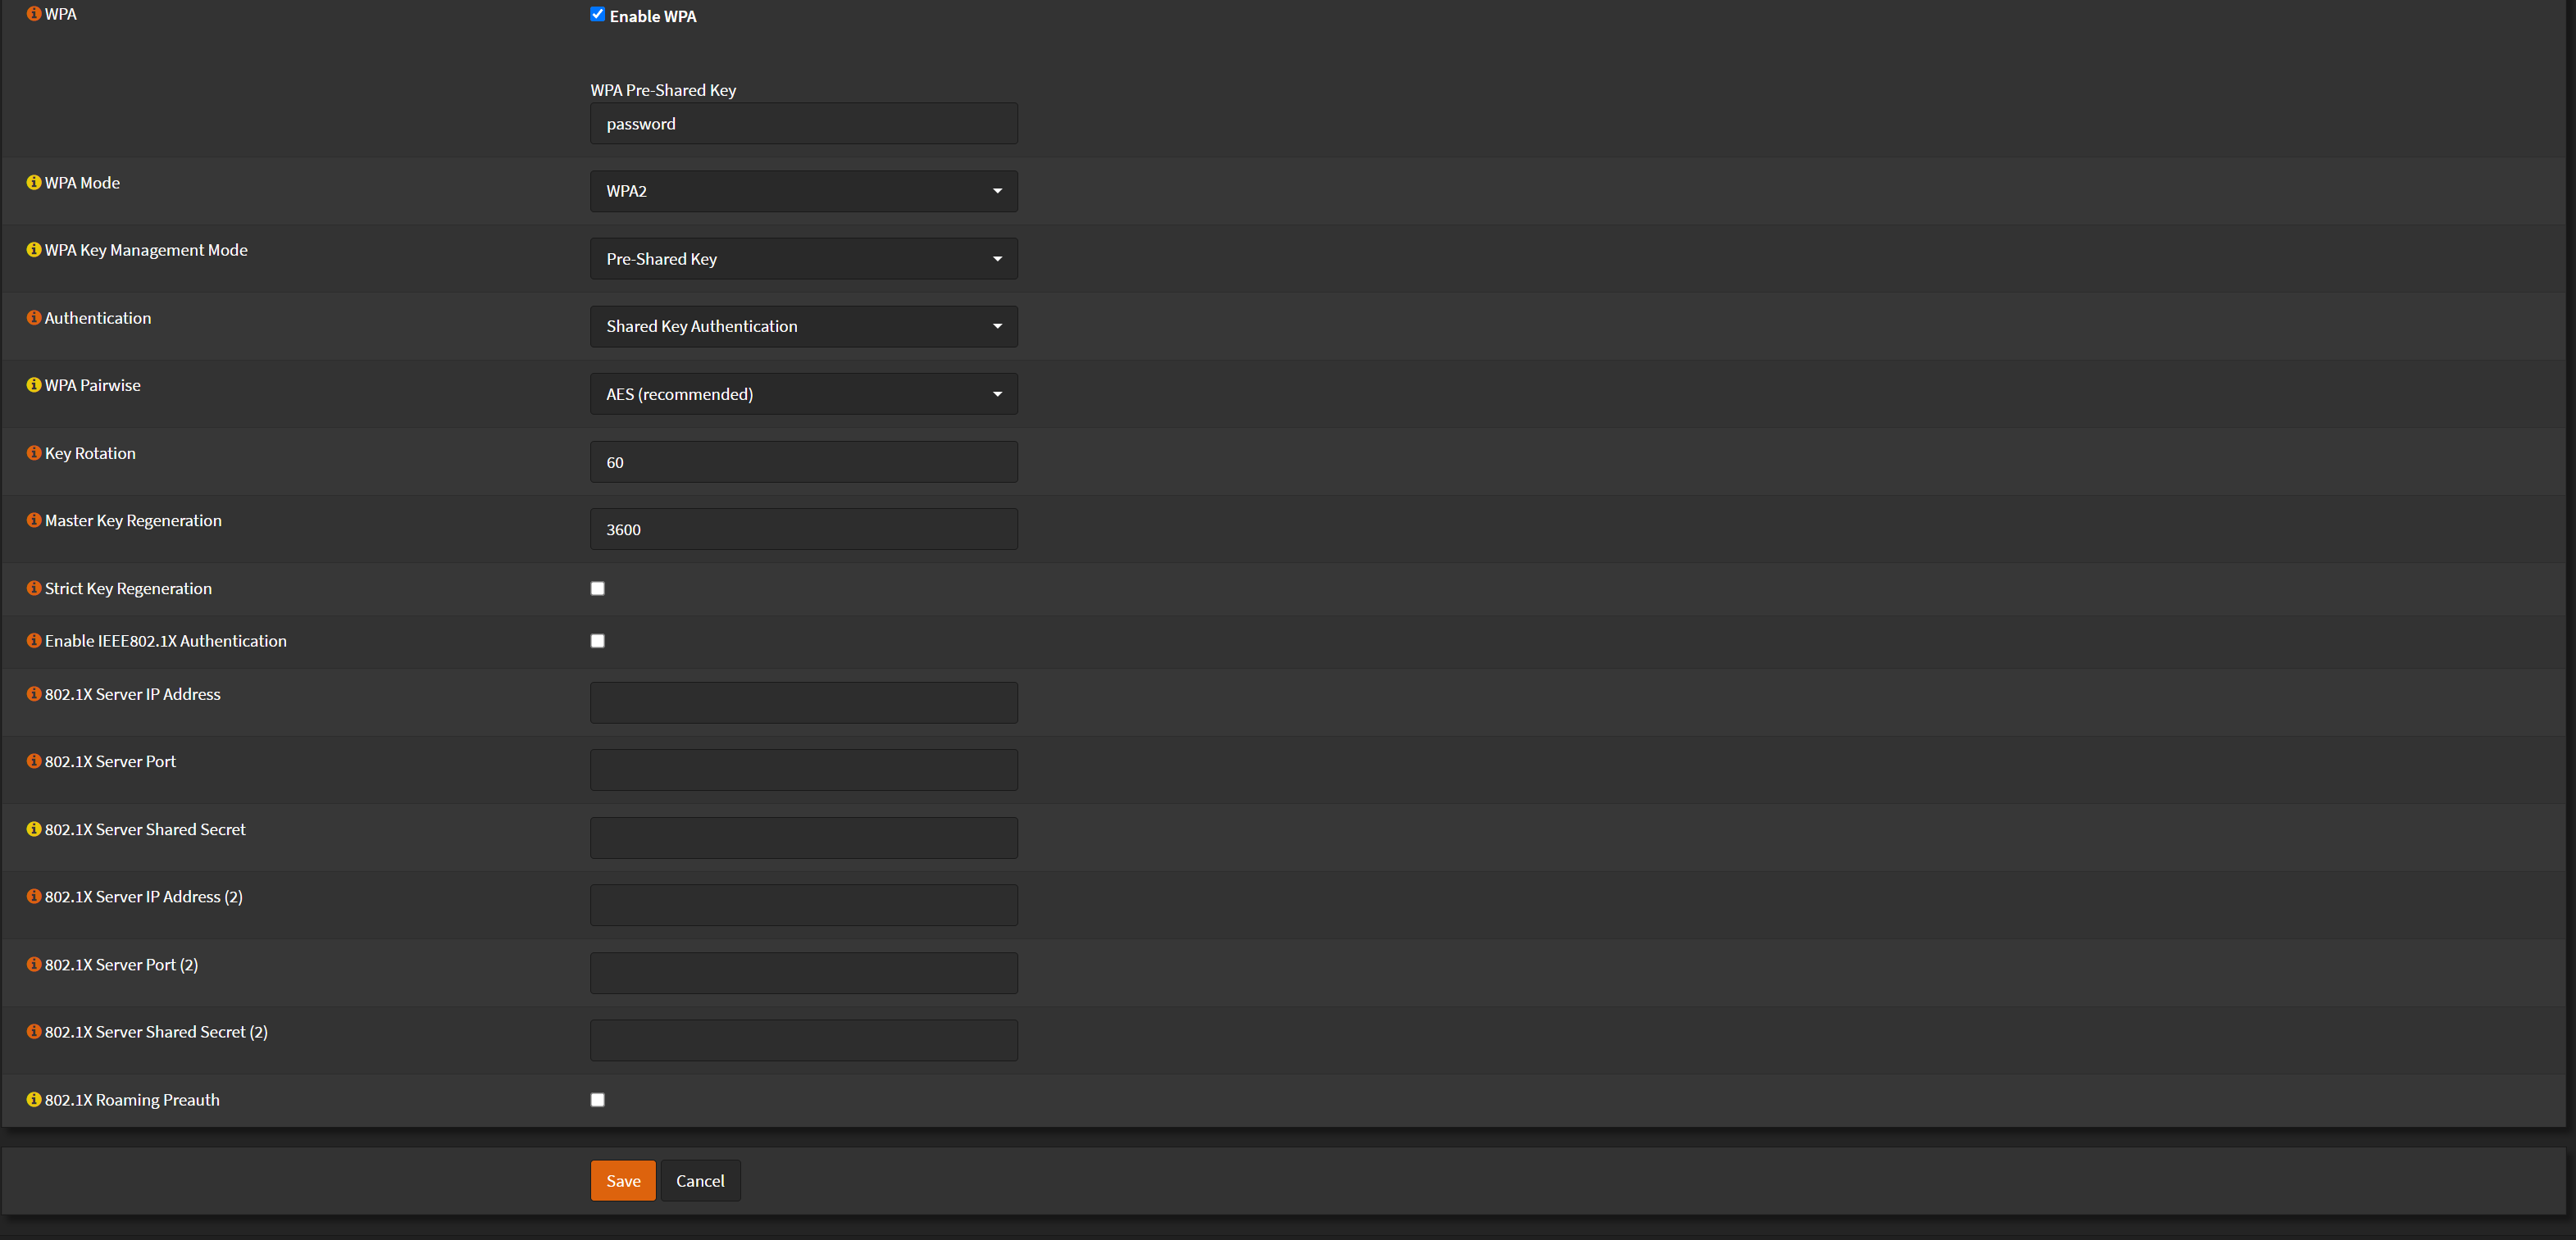 WPA
Enable WPA
WPA Pre-Shared Key
password
WPA Mode
WPA2
WPA Key Management Mode
Pre-Shared Key
Authentication
Shared Key Authentication
WPA Pairwise
AES (recommended)
Key Rotation
60
Master Key Regeneration
3600
Strict Key Regeneration
Enable IEEE802.1X Authentication
802.1X Server IP Address
802.1X Server Port
802.1X Server Shared Secret
802.1X Server IP Address (2)
802.1X Server Port (2)
802.1X Server Shared Secret (2)
802.1X Roaming Preauth
Save Cancel